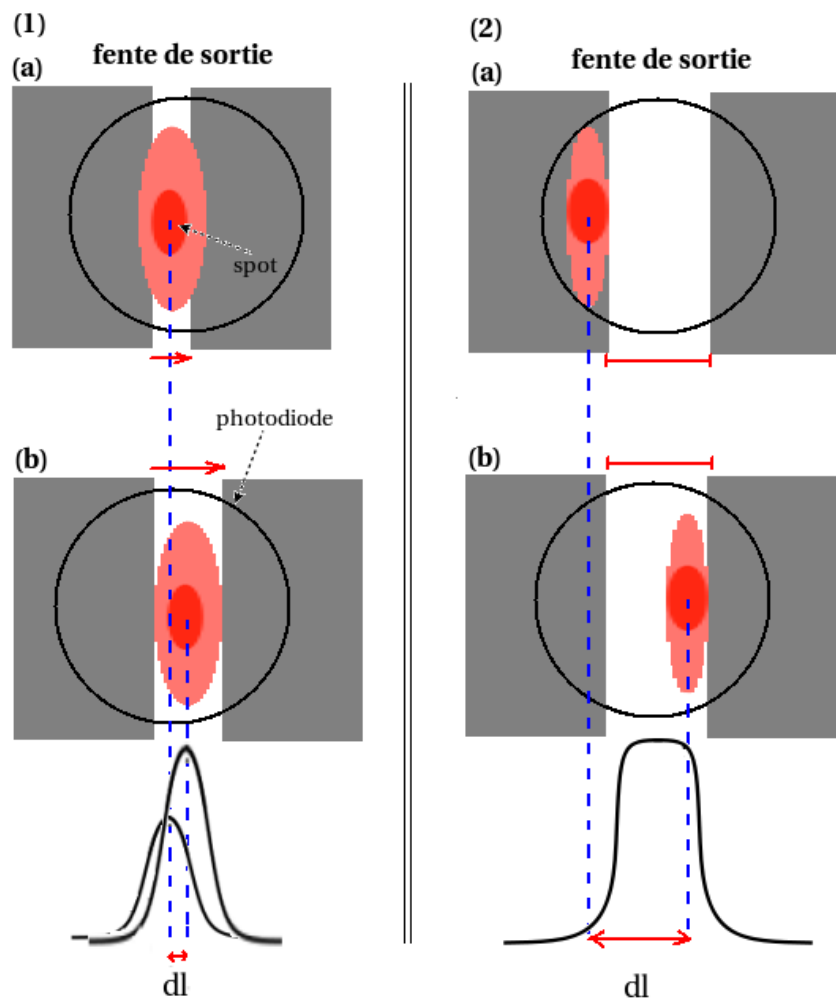 (1)
fente de sortie
(a)
spot
photodiode
(b)
dl
(2)
fente de sortie
(a)
(b)
dl